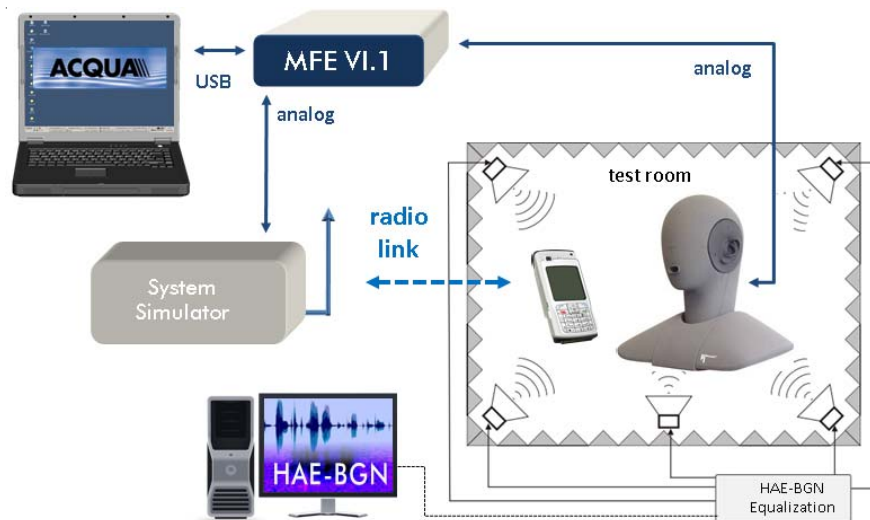 ACQUA
USB
MFE VI.1
analog
analog
test room
radio
link
System
Simulator
HAE-BGN
HAE-BGN
Equalization